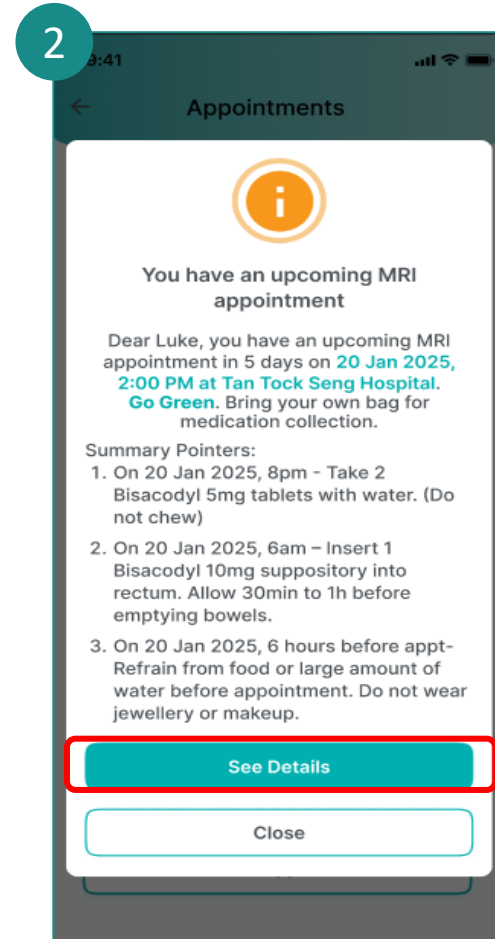 2
9:41
Appointments
You have an upcoming MRI
appointment
Dear Luke, you have an upcoming MRI
appointment in 5 days on 20 Jan 2025,
2:00 PM at Tan Tock Seng Hospital.
Go Green. Bring your own bag for
medication collection.
Summary Pointers:
1. On 20 Jan 2025, 8pm - Take 2
Bisacodyl 5mg tablets with water. (Do
not chew)
2. On 20 Jan 2025, 6am – Insert 1
Bisacodyl 10mg suppository into
rectum. Allow 30min to 1h before
emptying bowels.
3. On 20 Jan 2025, 6 hours before appt-
Refrain from food or large amount of
water before appointment. Do not wear
jewellery or makeup.
See Details
Close